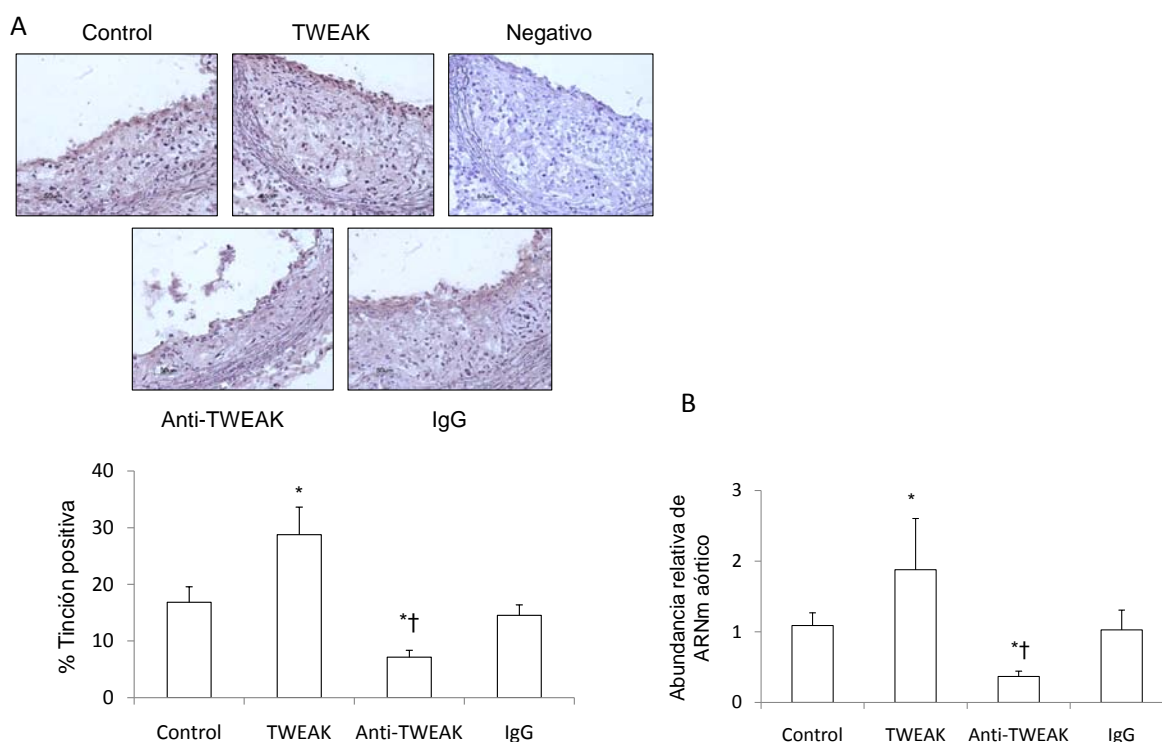 A
Control TWEAK Negativo
50µm
Anti-TWEAK IgG
% Tinción positiva
40
30
20
10
0
*
*†
Control TWEAK Anti-TWEAK IgG
B
Abundancia relativa de
ARNm aórtico
3
2
1
0
*
*†
Control TWEAK Anti-TWEAK IgG